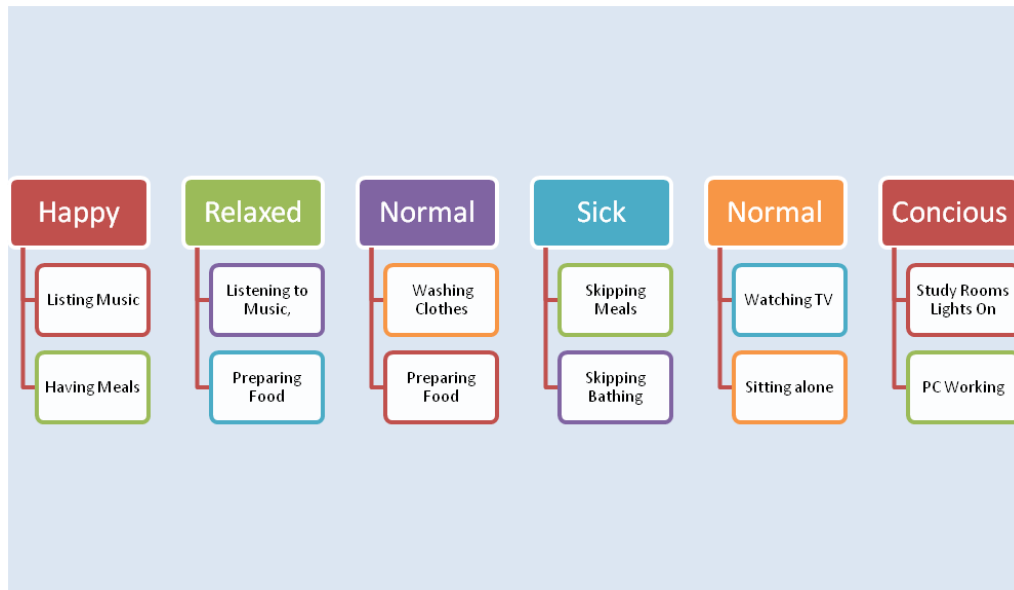 Happy
Relaxed
Normal
Sick
Normal
Concious
Listing Music
Listening to
Music,
Washing
Clothes
Skipping
Meals
Watching TV
Study Rooms
Lights On
Having Meals
Preparing
Food
Preparing
Food
Skipping
Bathing
Sitting alone
PC Working